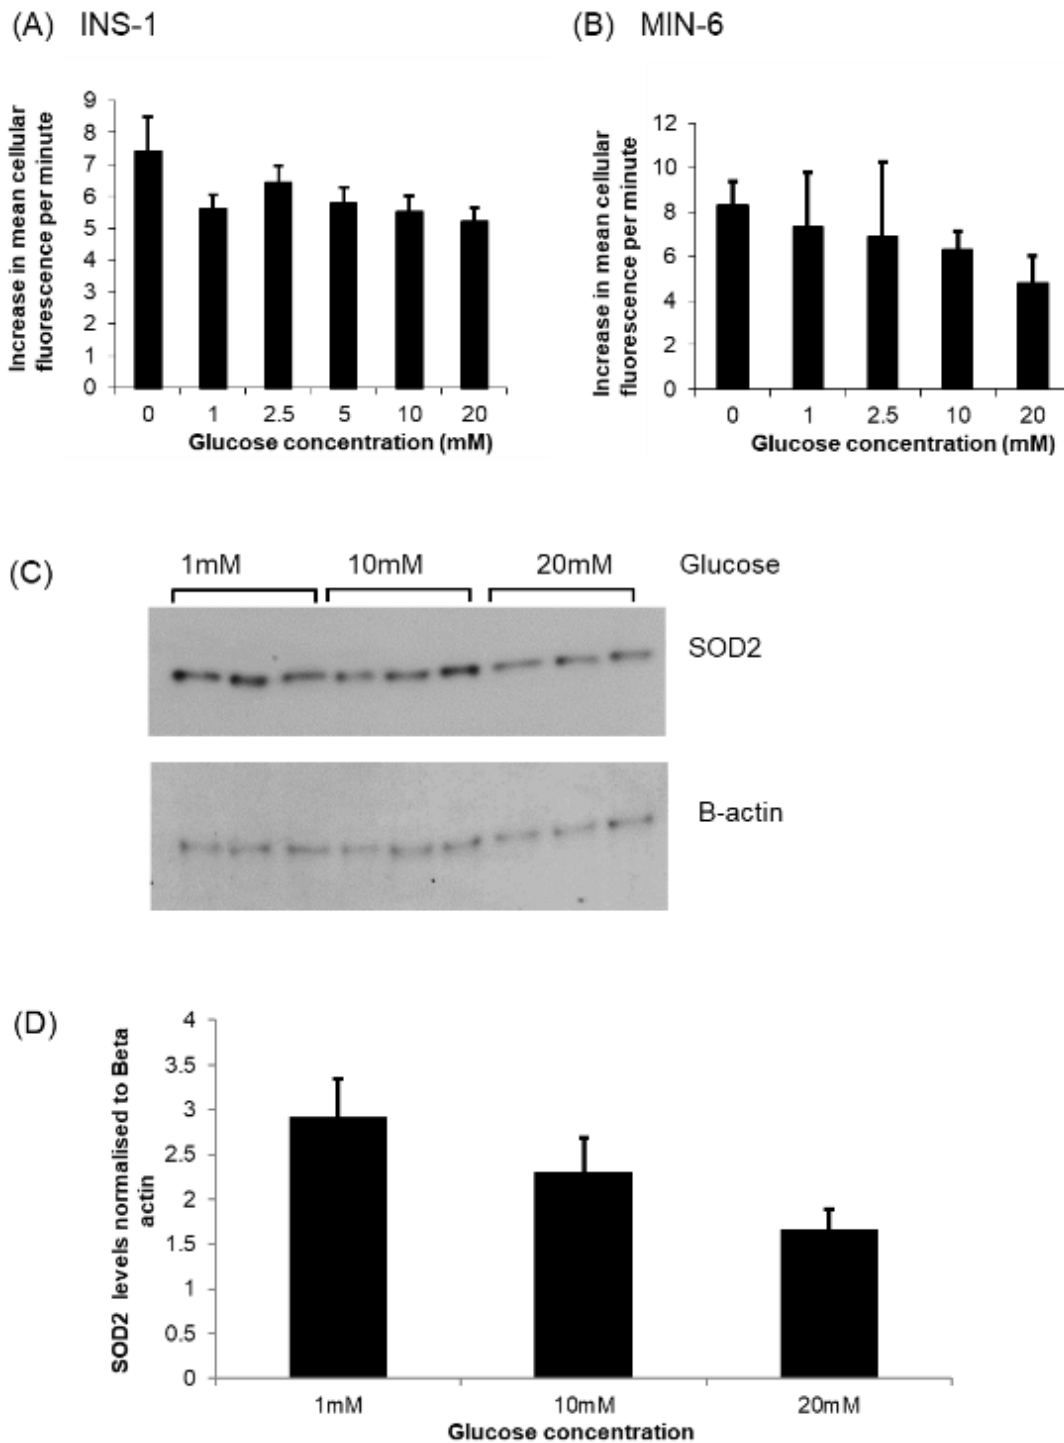 (A) INS-1
Increase in mean cellular
fluorescence per minute
9
8
7
6
5
4
3
2
1
0
0 1 2.5 5 10 20
Glucose concentration (mM)
(B) MIN-6
Increase in mean cellular
fluorescence per minute
12
10
8
6
4
2
0
0 1 2.5 10 20
Glucose concentration (mM)
(C)
1mM 10mM 20mM Glucose
SOD2
B-actin
(D)
SOD2 levels normalised to Beta
actin
4
3.5
3
2.5
2
1.5
1
0.5
0
1mM 10mM 20mM
Glucose concentration